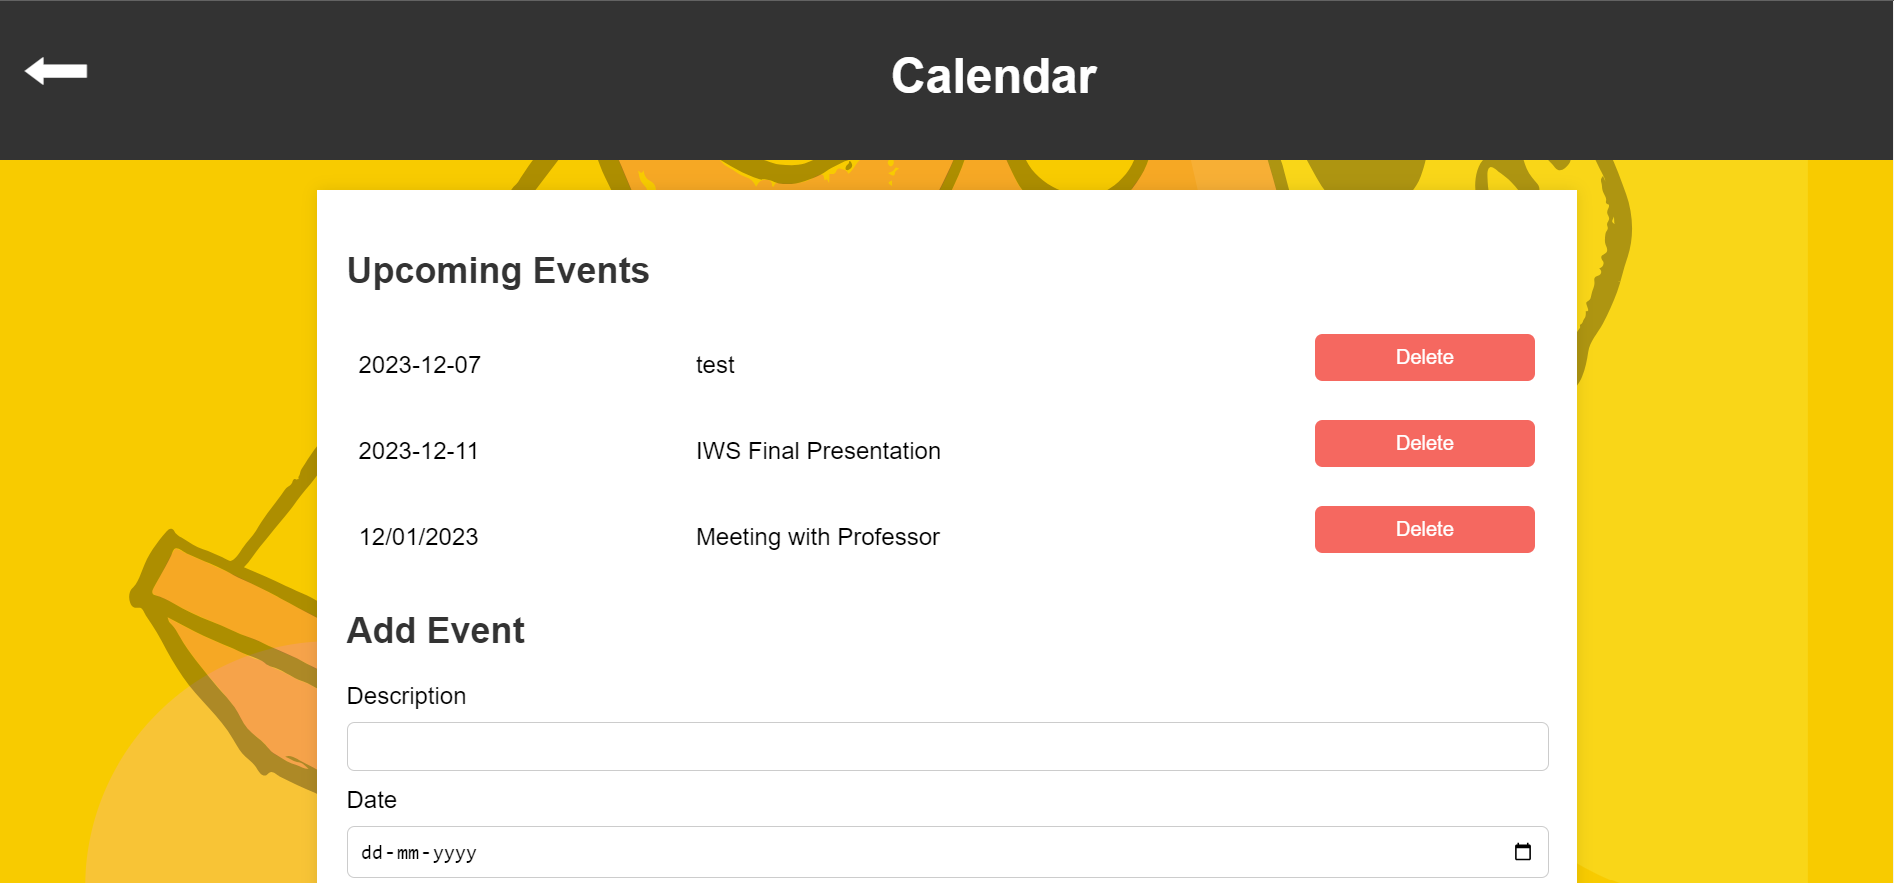 Calendar
Upcoming Events
2023-12-07 test Delete
2023-12-11 IWS Final Presentation Delete
12/01/2023 Meeting with Professor Delete
Add Event
Description
Date
dd-mm-yyyy